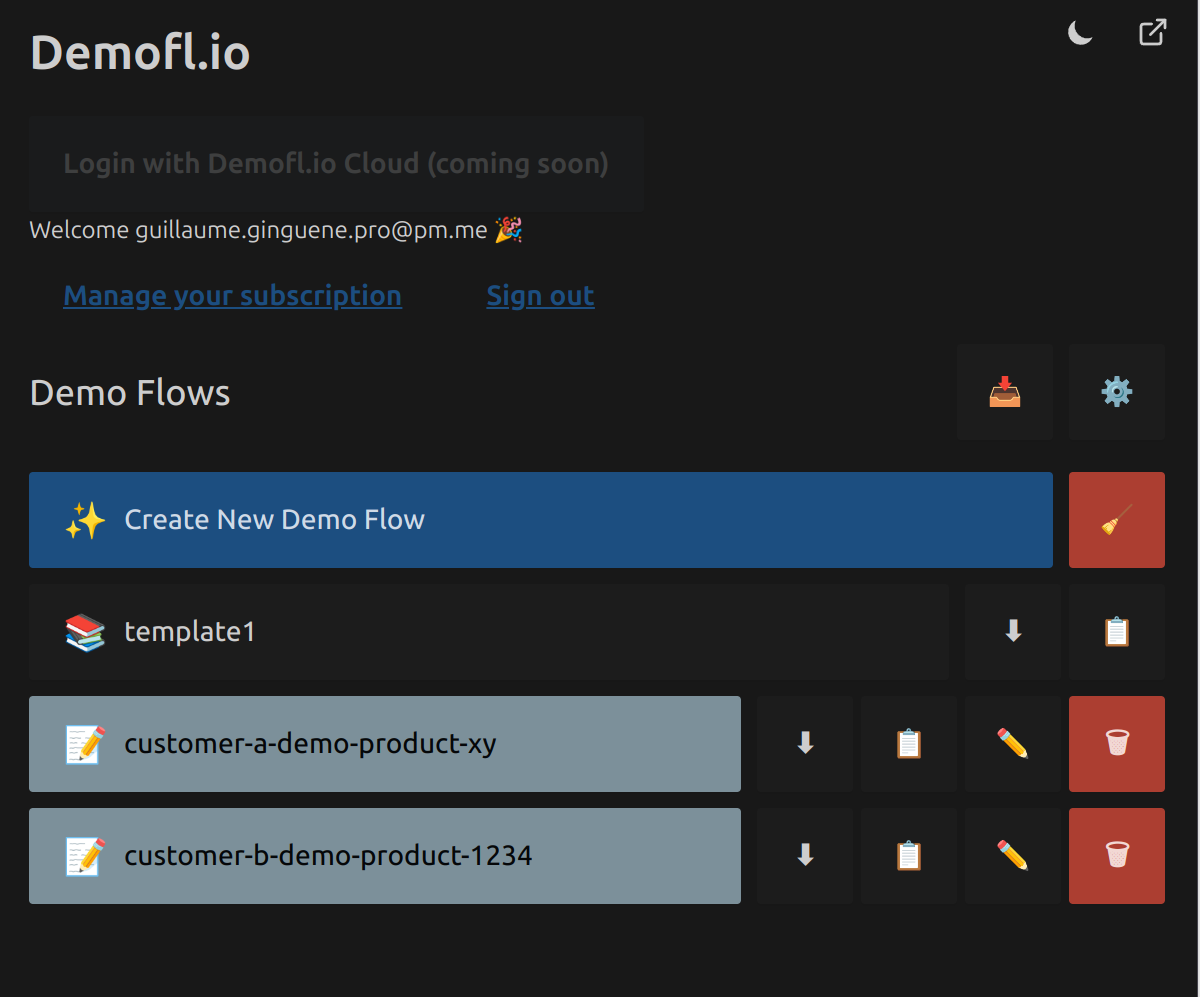 Demofl.io
Login with Demofl.io Cloud (coming soon)
Welcome guillaume.ginguene.pro@pm.me 🎉
Manage your subscription
Sign out
Demo Flows
Create New Demo Flow
template1
customer-a-demo-product-xy
customer-b-demo-product-1234